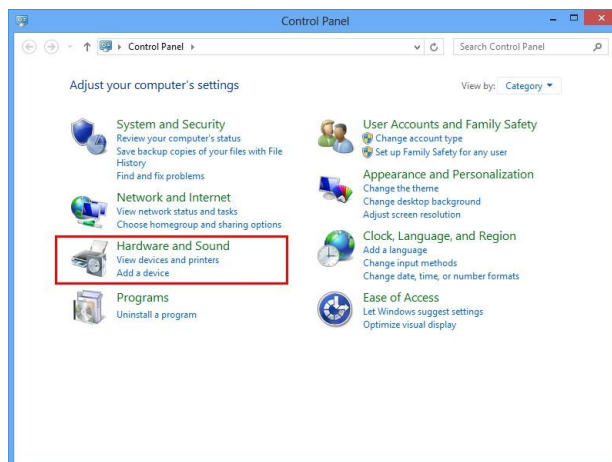 Control Panel
Control Panel
Search Control Panel
Adjust your computer's settings
View by: Category
System and Security
Review your computer's status
Save backup copies of your files with File
History
Find and fix problems
Network and Internet
View network status and tasks
Choose homegroup and sharing options
Hardware and Sound
View devices and printers
Add a device
Programs
Uninstall a program
User Accounts and Family Safety
Change account type
Set up Family Safety for any user
Appearance and Personalization
Change the theme
Change desktop background
Adjust screen resolution
Clock, Language, and Region
Add a language
Change input methods
Change date, time, or number formats
Ease of Access
Let Windows suggest settings
Optimize visual display